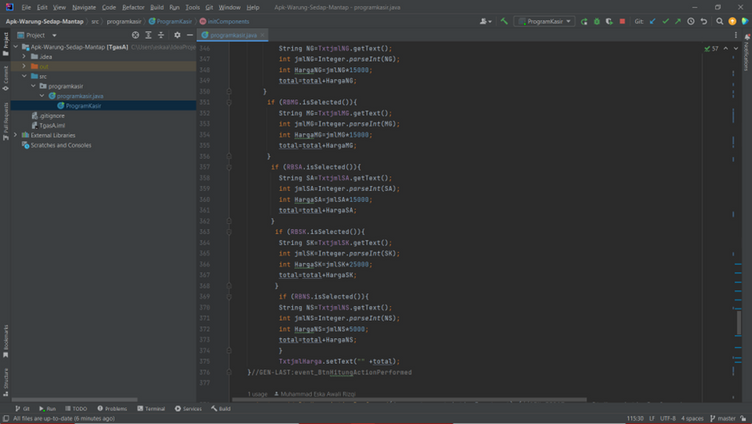 File Edit View Navigate Code Refactor Build Run Tools Git Window Help Apk-Warung-Sedap-Mantap - programkasir.java
Apk-Warung-Sedap-Mantap src programkasir ProgramKasir initComponents
ProgramKasir Git:
Project programkasir.java
Apk-Warung-Sedap-Mantap [TgasA]
.idea
src
programkasir
programkasir.java
ProgramKasir
.gitignore
TgasA.iml
External Libraries
Scratches and Consoles
Project
Commit
Pull Requests
Bookmarks
Structure
Notifications
57
346 String NG=TxtjmlNG.getText();
347 int jmlNG=Integer.parseInt(NG);
348 int HargaNG=jmlNG*15000;
349 total=total+HargaNG;
350 }
351 if (RBMG.isSelected()){
352 String MG=TxtjmlMG.getText();
353 int jmlMG=Integer.parseInt(MG);
354 int HargaMG=jmlMG*15000;
355 total=total+HargaMG;
356 }
357 if (RBSA.isSelected()){
358 String SA=TxtjmlSA.getText();
359 int jmlSA=Integer.parseInt(SA);
360 int HargaSA=jmlSA*15000;
361 total=total+HargaSA;
362 }
363 if (RBSK.isSelected()){
364 String SK=TxtjmlSK.getText();
365 int jmlSK=Integer.parseInt(SK);
366 int HargaSK=jmlSK*25000;
367 total=total+HargaSK;
368 }
369 if (RBNS.isSelected()){
370 String NS=TxtjmlNS.getText();
371 int jmlNS=Integer.parseInt(NS);
372 int HargaNS=jmlNS*5000;
373 total=total+HargaNS;
374 }
375 TxtjmlHarga.setText("" +total);
376 }//GEN-LAST:event_BtnHitungActionPerformed
377
1 usage Muhammad
Git Run TODO Problems Terminal Services Build
All files are up-to-date (6 minutes ago) 115:30 LF UTF-8 4 spaces master